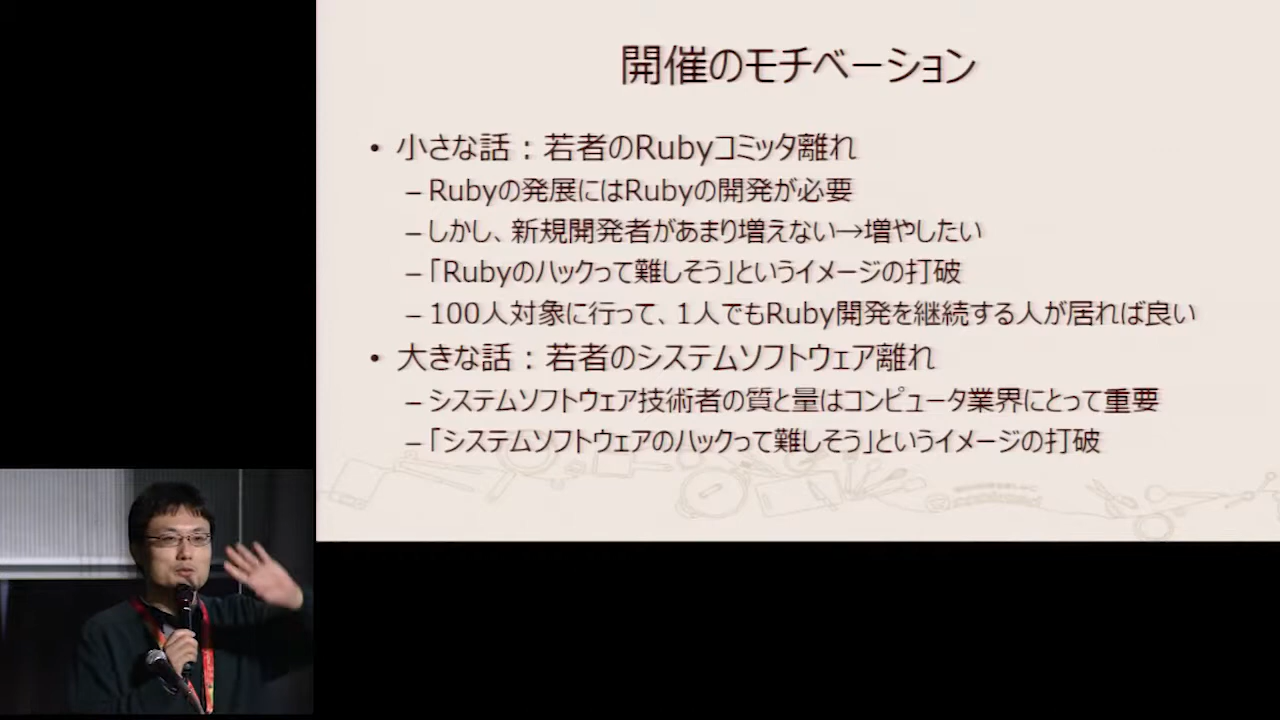 開催のモチベーション
• 小さな話：若者のRubyコミッタ離れ
– Rubyの発展にはRubyの開発が必要
– しかし、新規開発者があまり増えない→増やしたい
– 「Rubyのハックって難しそう」というイメージの打破
– 100人対象に行って、1人でもRuby開発を継続する人が居れば良い
• 大きな話：若者のシステムソフトウェア離れ
– システムソフトウェア技術者の質と量はコンピュータ業界にとって重要
– 「システムソフトウェアのハックって難しそう」というイメージの打破